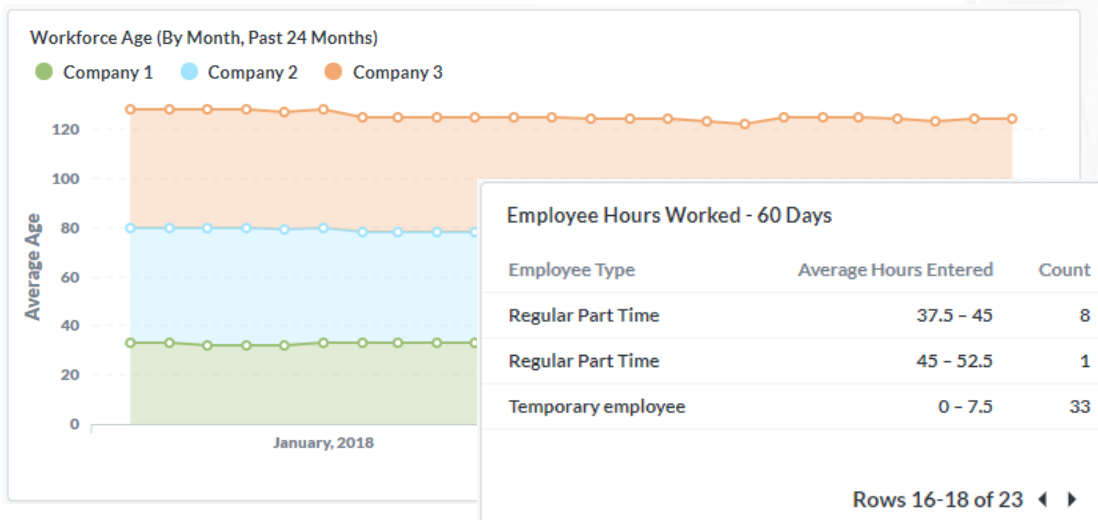 Workforce Age (By Month, Past 24 Months)
Company 1 Company 2 Company 3
Average Age
120
100
80
60
40
20
0
January, 2018
Employee Hours Worked - 60 Days
Employee Type Average Hours Entered Count
Regular Part Time 37.5 – 45 8
Regular Part Time 45 – 52.5 1
Temporary employee 0 – 7.5 33
Rows 16-18 of 23